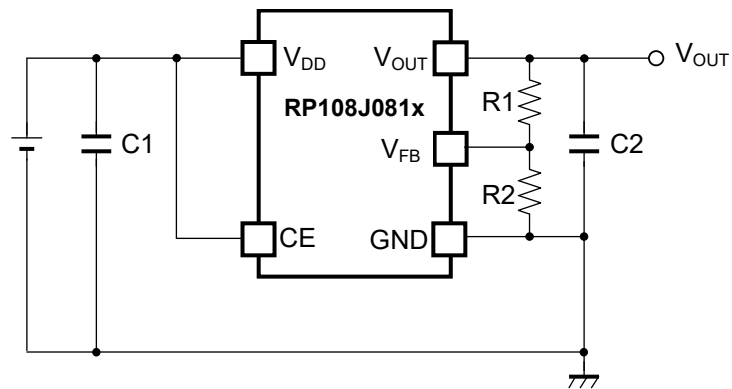 V_DD V_OUT V_OUT
RP108J081x
R1
C1 V_FB C2
R2
CE GND